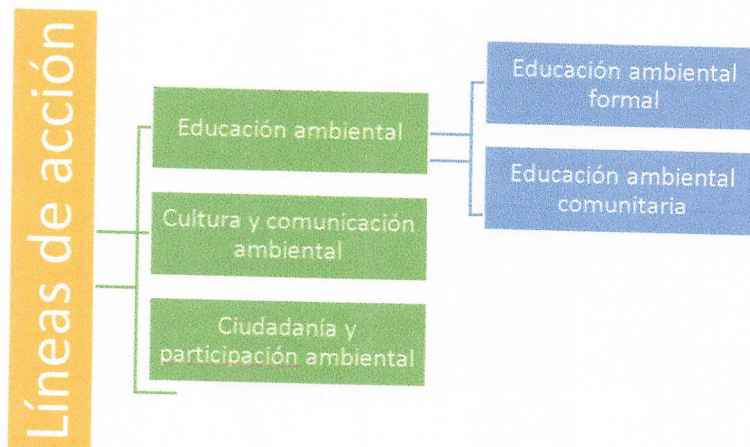 Líneas de acción
Educación ambiental
Cultura y comunicación
ambiental
Ciudadanía y
participación ambiental
Educación ambiental
formal
Educación ambiental
comunitaria